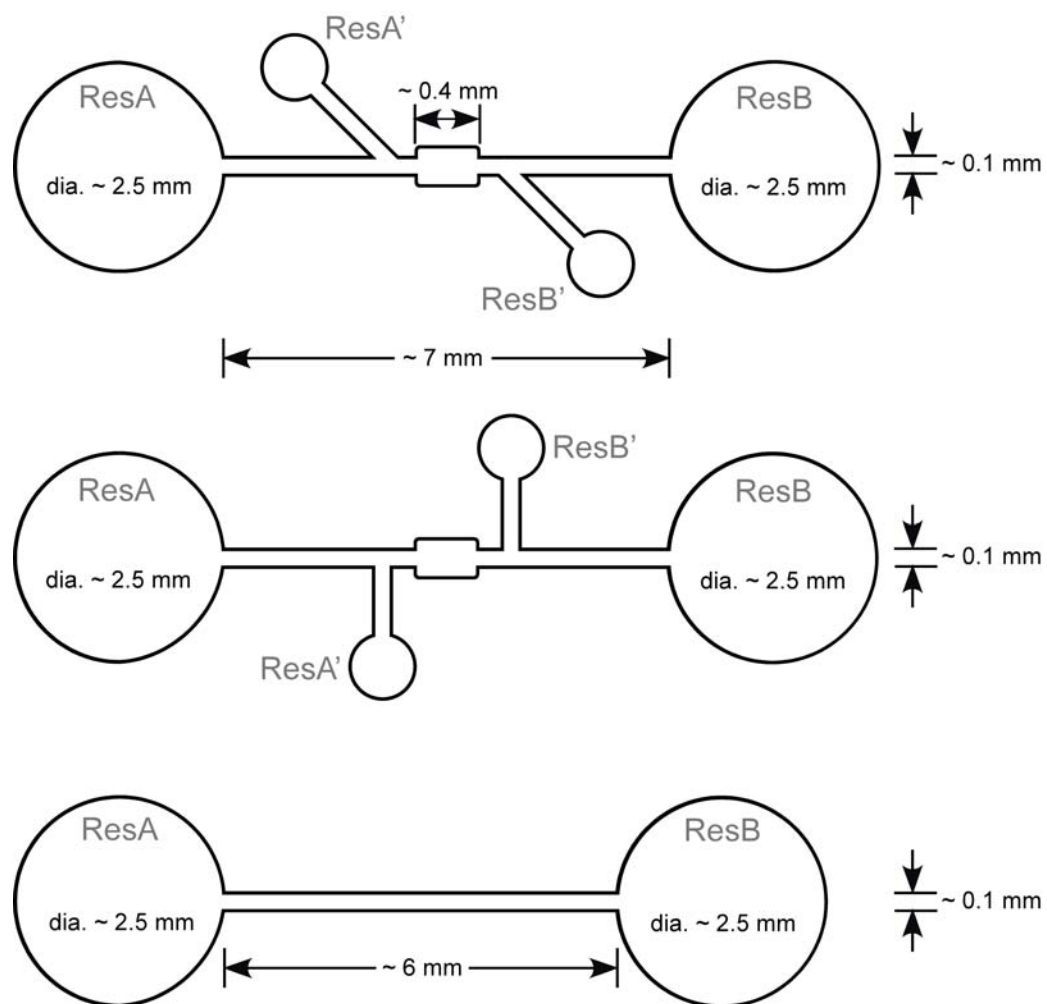 ResA’
ResA
~ 0.4 mm
ResB
dia. ~ 2.5 mm
dia. ~ 2.5 mm
~ 0.1 mm
ResB’
~ 7 mm
ResB’
ResA
ResB
dia. ~ 2.5 mm
dia. ~ 2.5 mm
~ 0.1 mm
ResA’
ResA
ResB
dia. ~ 2.5 mm
dia. ~ 2.5 mm
~ 0.1 mm
~ 6 mm